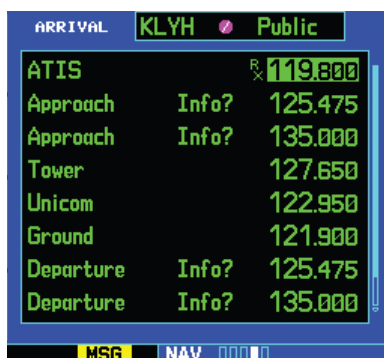 ARRIVAL KLYH Public
ATIS Rx 119.800
Approach Info? 125.475
Approach Info? 135.000
Tower 127.650
Unicom 122.950
Ground 121.900
Departure Info? 125.475
Departure Info? 135.000
MSG NAV